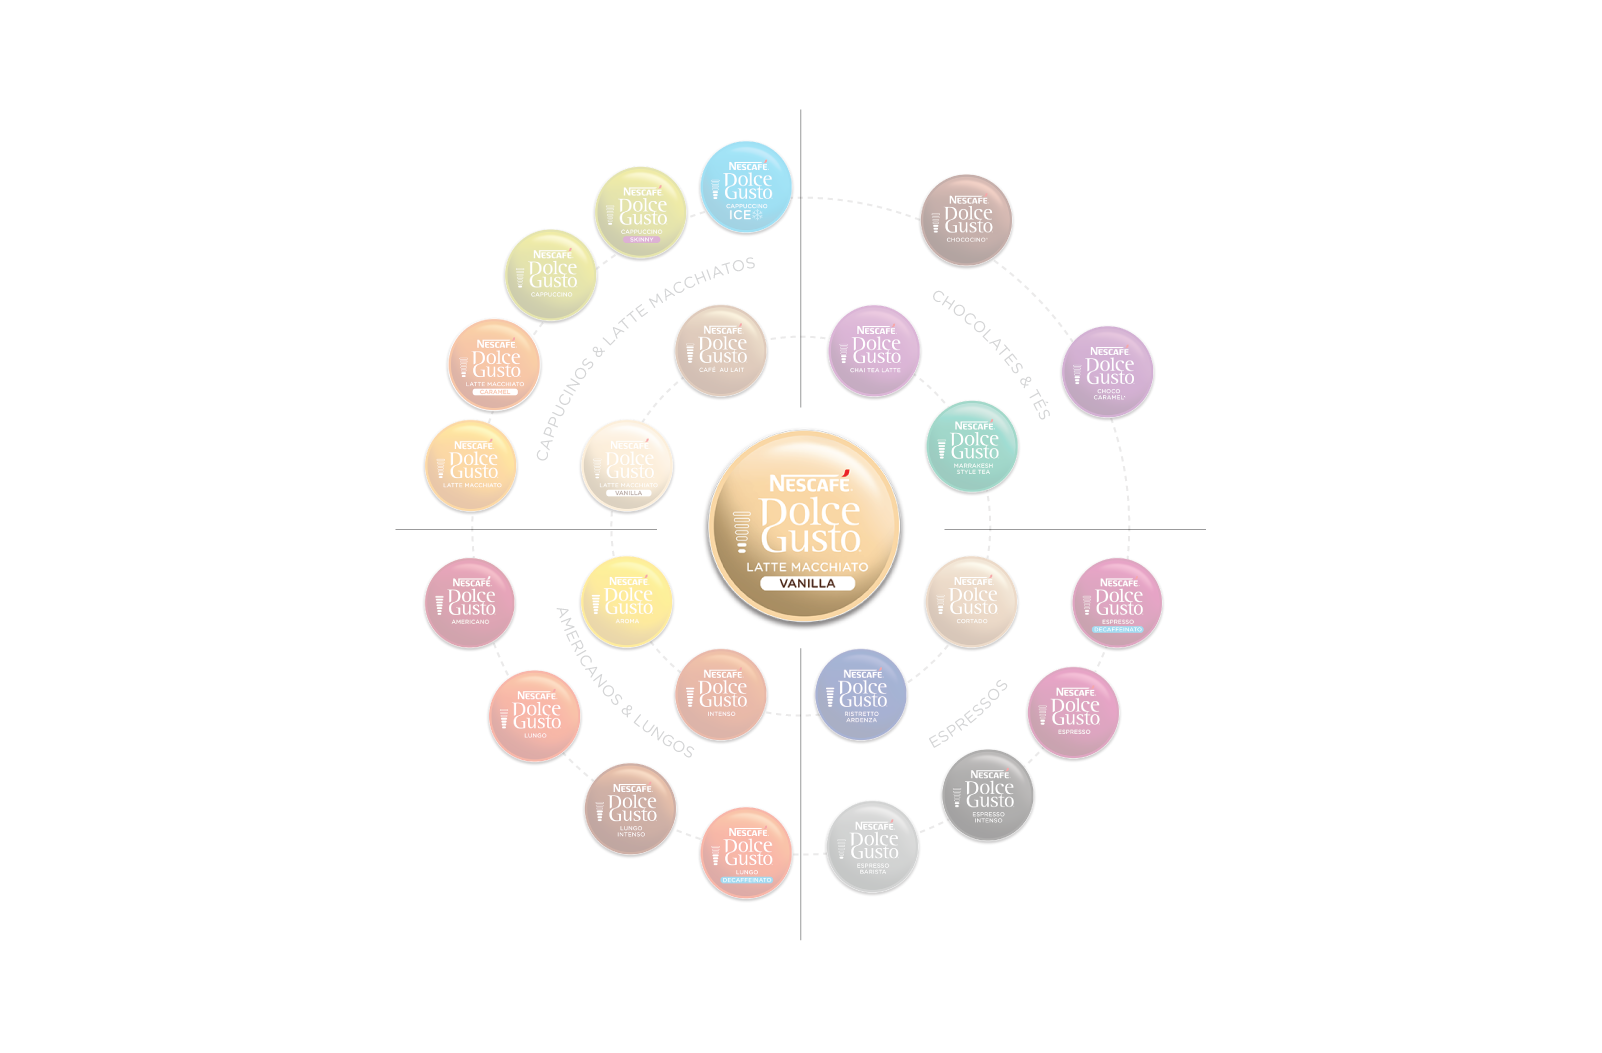 NESCAFÉ
Dolce
Gusto
CAPPUCCINO
ICE
NESCAFÉ
Dolce
Gusto
CAPPUCCINO
SKINNY
NESCAFÉ
Dolce
Gusto
CHOCOCINO
NESCAFÉ
Dolce
Gusto
CAPPUCCINO
CAPPUCINOS & LATTE MACCHIATOS
CHOCOLATES & TÉS
NESCAFÉ
Dolce
Gusto
LATTE MACCHIATO
CARAMEL
NESCAFÉ
Dolce
Gusto
CAFÉ AU LAIT
NESCAFÉ
Dolce
Gusto
CHAI TEA LATTE
NESCAFÉ
Dolce
Gusto
CHOCO
CARAMEL
NESCAFÉ
Dolce
Gusto
LATTE MACCHIATO
NESCAFÉ
Dolce
Gusto
LATTE MACCHIATO
VANILLA
NESCAFÉ
Dolce
Gusto
MARRAKESH
STYLE TEA
NESCAFÉ
Dolce
Gusto
LATTE MACCHIATO
VANILLA
NESCAFÉ
Dolce
Gusto
AMERICANO
NESCAFÉ
Dolce
Gusto
AROMA
NESCAFÉ
Dolce
Gusto
CORTADO
NESCAFÉ
Dolce
Gusto
ESPRESSO
DECAFFEINATO
AMERICANOS & LUNGOS
ESPRESSOS
NESCAFÉ
Dolce
Gusto
LUNGO
NESCAFÉ
Dolce
Gusto
INTENSO
NESCAFÉ
Dolce
Gusto
RISTRETTO
ARDENZA
NESCAFÉ
Dolce
Gusto
ESPRESSO
NESCAFÉ
Dolce
Gusto
LUNGO
INTENSO
NESCAFÉ
Dolce
Gusto
ESPRESSO
INTENSO
NESCAFÉ
Dolce
Gusto
LUNGO
DECAFFEINATO
NESCAFÉ
Dolce
Gusto
ESPRESSO
BARISTA